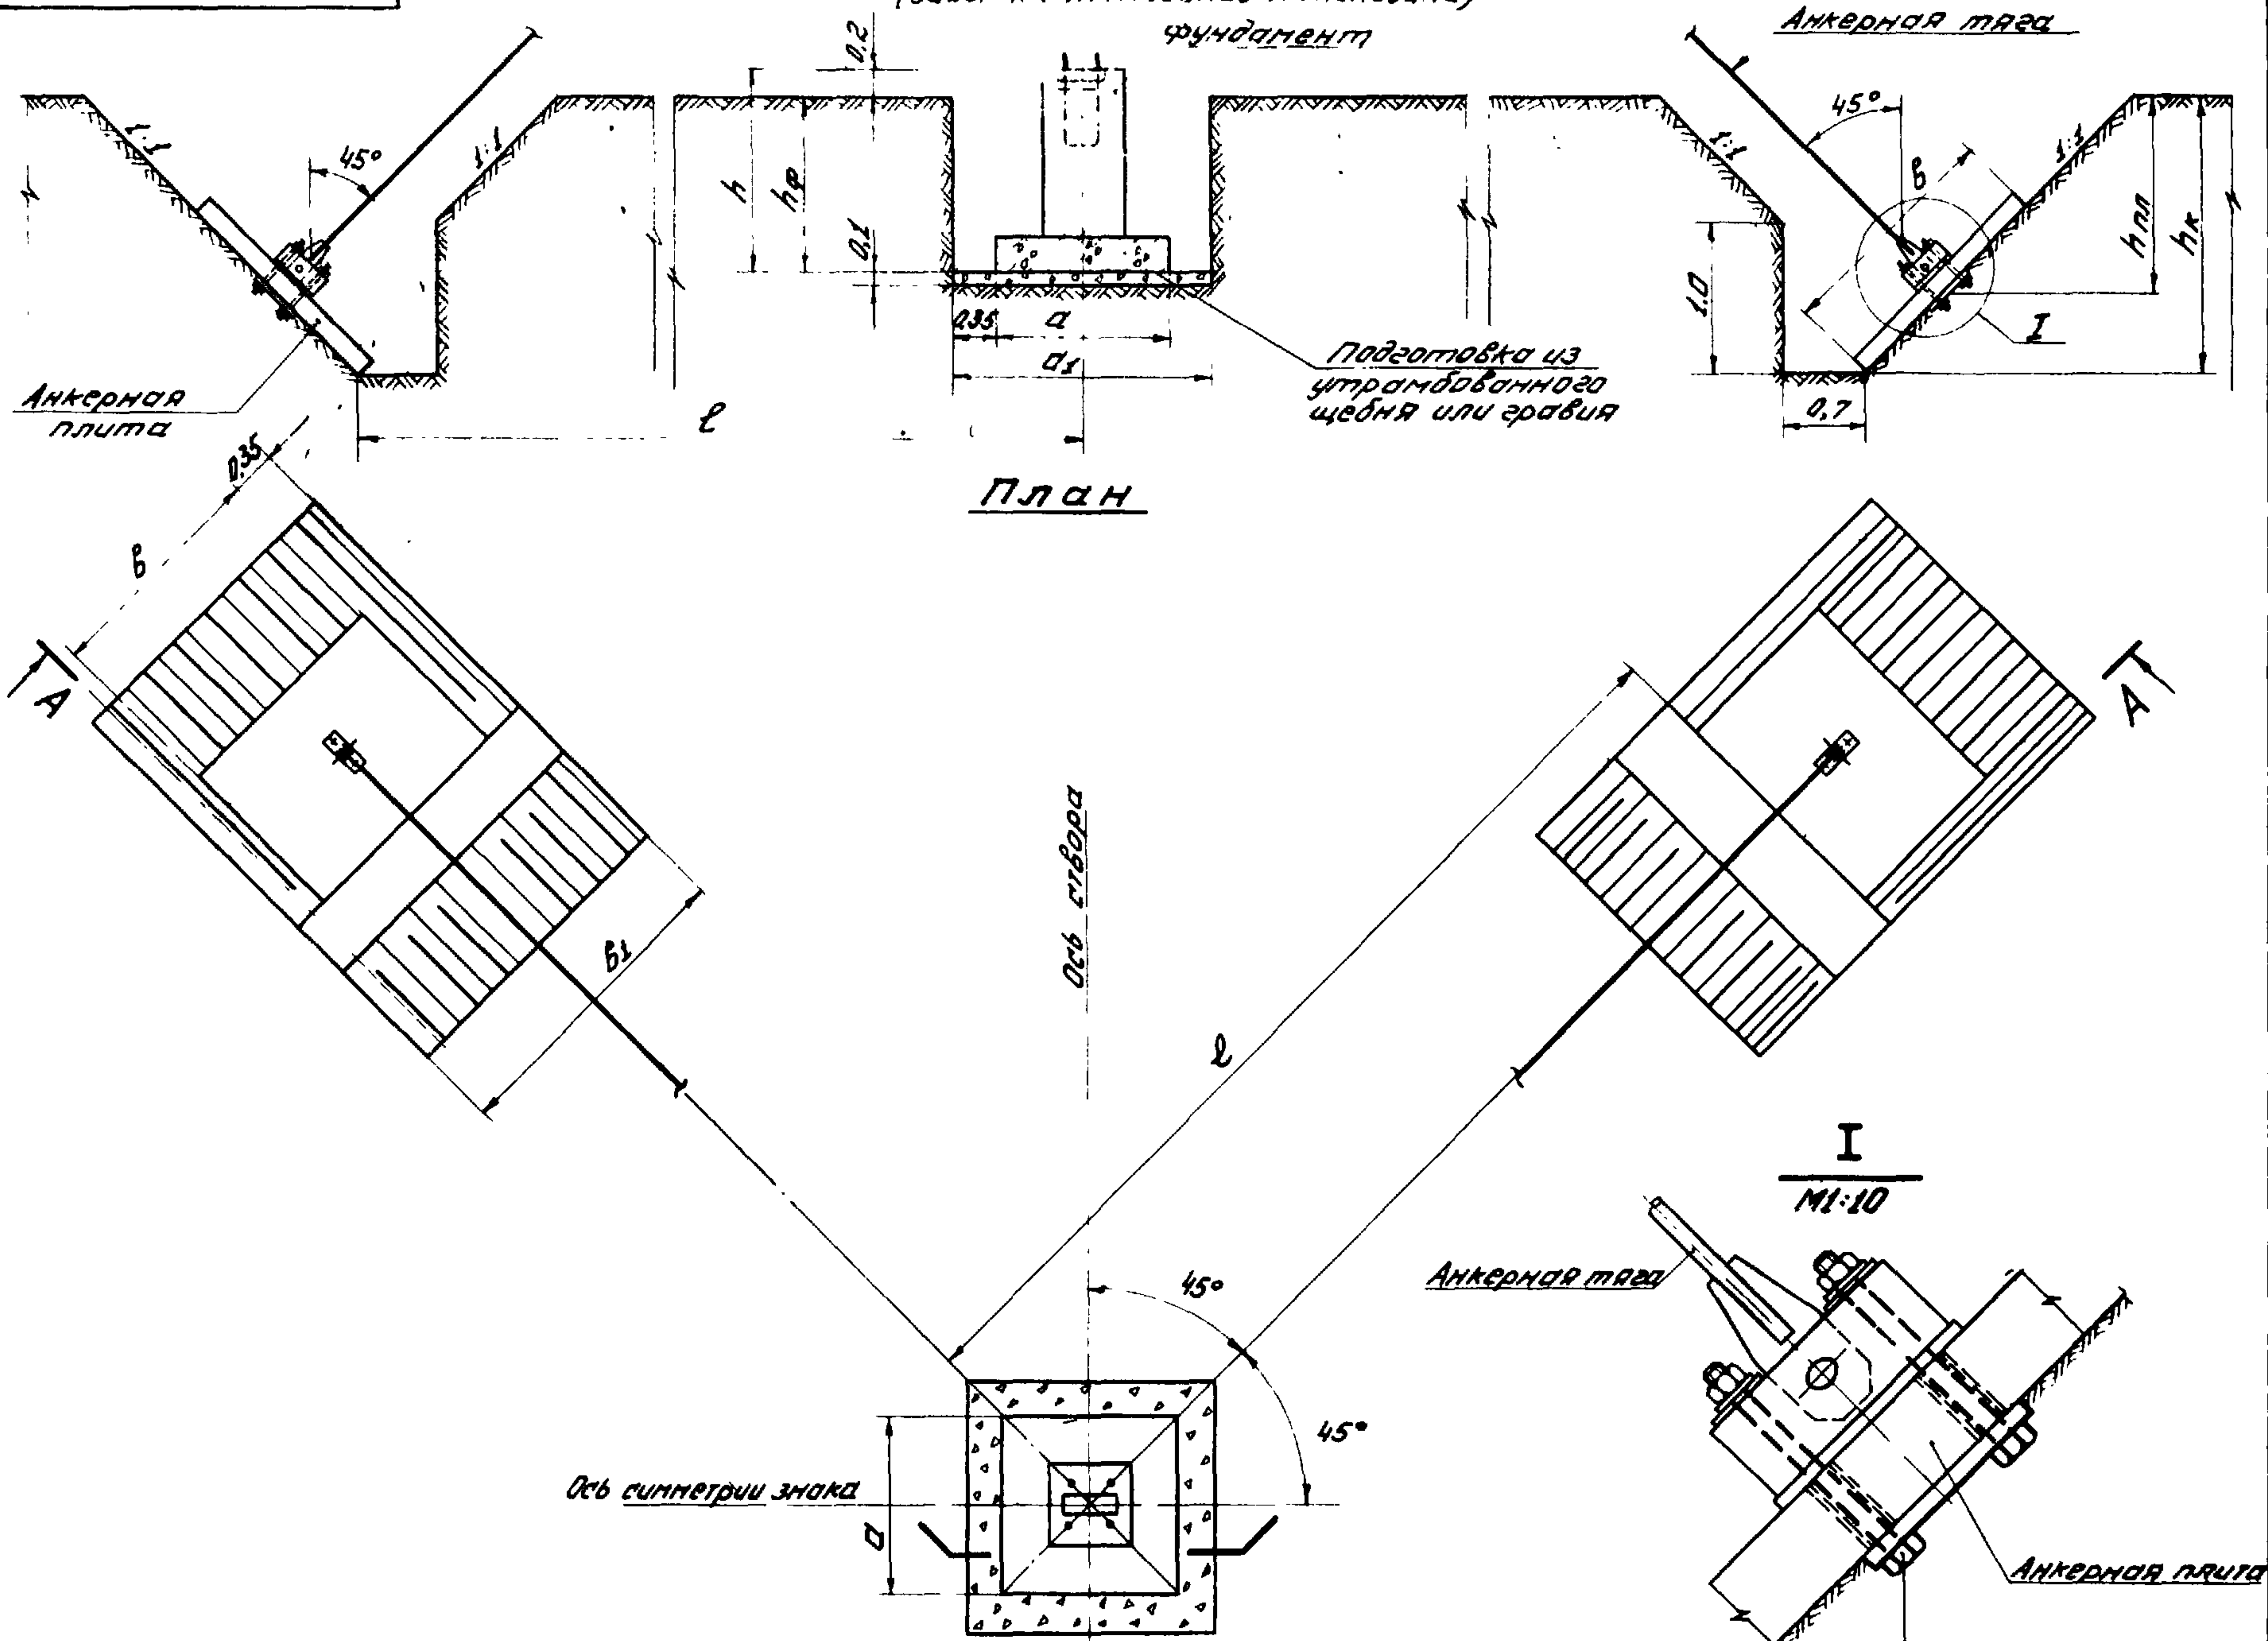 фундамент
Анкерная тяга
0,2
45°
1:1
45°
1:1
1:1
1:1
в
h
hф
hпл
hк
0,1
1.0
0,35
a
a1
I
0,7
Подготовка из
утрамбованного
щебня или гравия
Анкерная
плита
ℓ
0,35
План
в
А
А
Ось створа
в1
ℓ
I
М1:10
Анкерная тяга
45°
45°
Ось симметрии знака
a
Анкерная плита